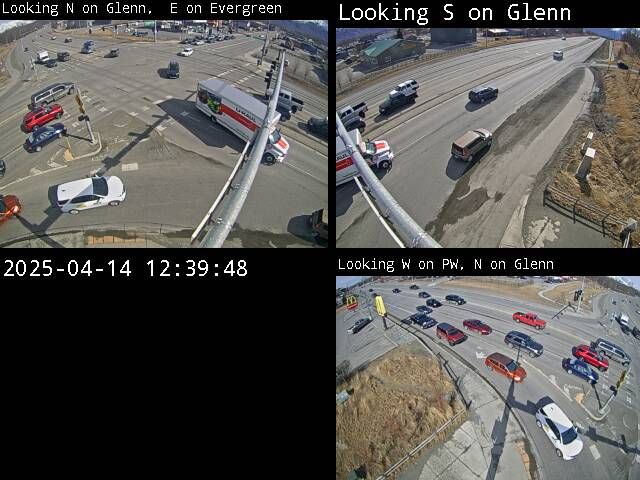 Looking N on Glenn, E on Evergreen
Looking S on Glenn
2025-04-14 12:39:48
Looking W on PW, N on Glenn